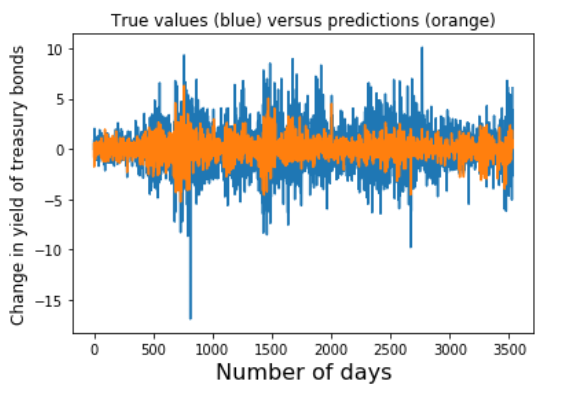 True values (blue) versus predictions (orange)
Change in yield of treasury bonds
10
5
0
−5
−10
−15
0 500 1000 1500 2000 2500 3000 3500
Number of days